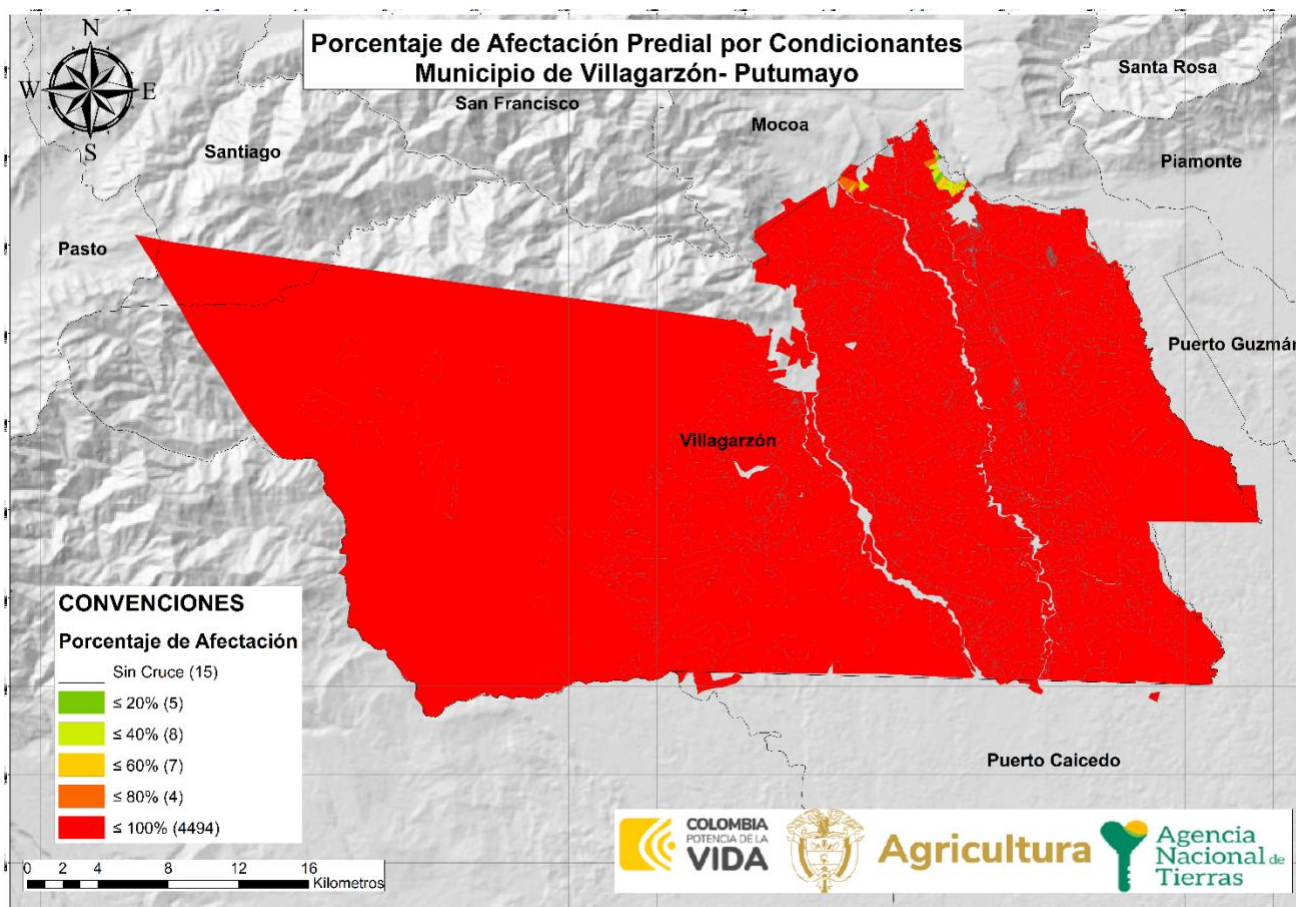 Porcentaje de Afectación Predial por Condicionantes
Municipio de Villagarzón- Putumayo
N
W
E
S
Santa Rosa
San Francisco
Mocoa
Santiago
Piamonte
Pasto
Puerto Guzmán
Villagarzón
Puerto Caicedo
CONVENCIONES
Porcentaje de Afectación
Sin Cruce (15)
≤ 20% (5)
≤ 40% (8)
≤ 60% (7)
≤ 80% (4)
≤ 100% (4494)
0 2 4 8 12 16
Kilometros
COLOMBIA
POTENCIA DE LA
VIDA
Agricultura
Agencia
Nacional de
Tierras